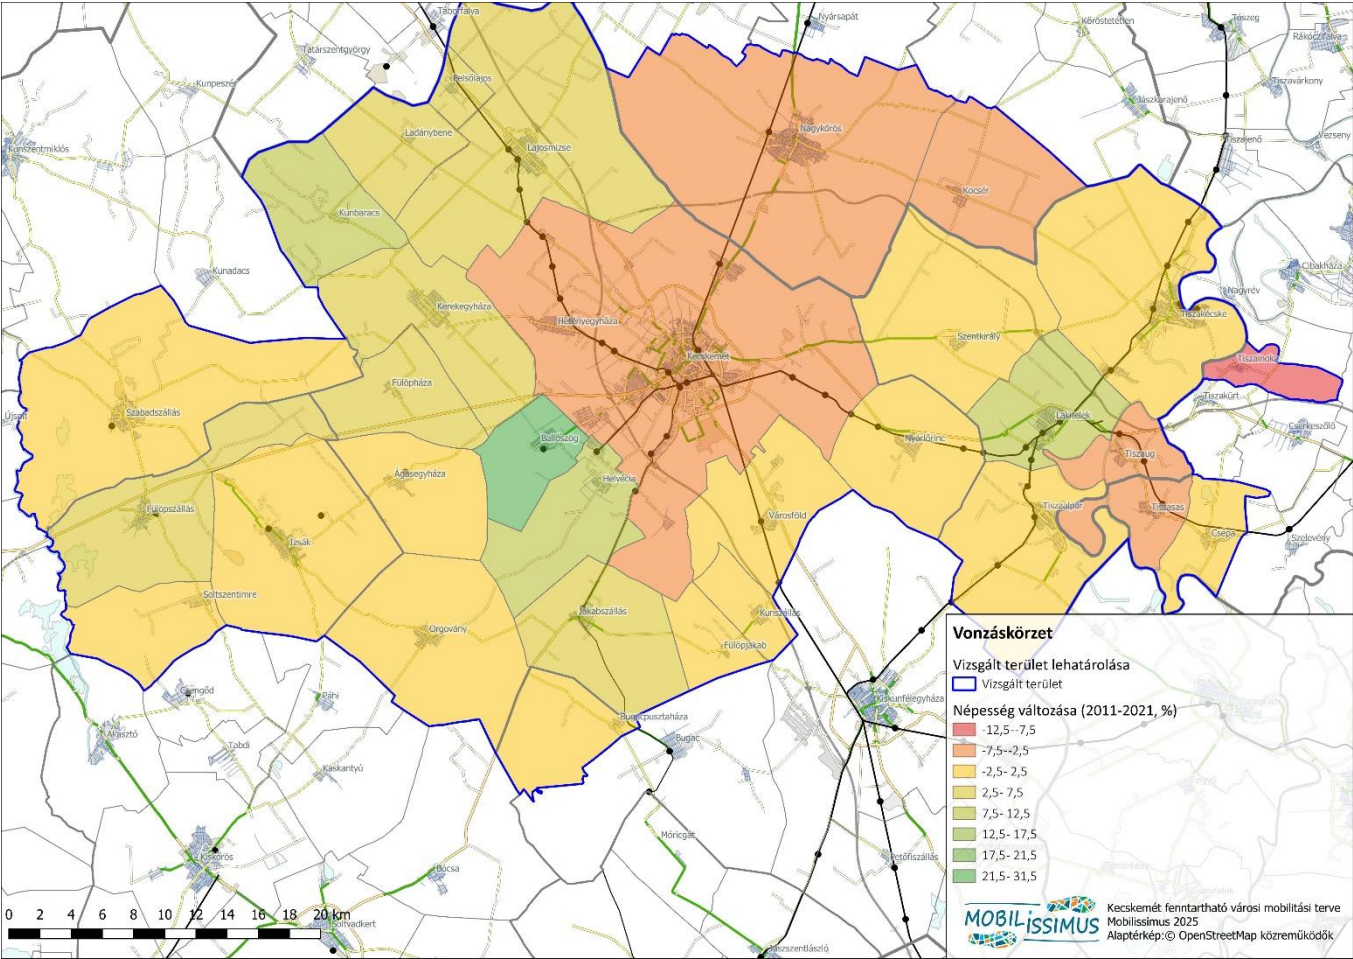 Táborfalva
Nyársapát
Kőröstetétlen
Tószeg
Rákóczifalva
Tatárszentgyörgy
Kunpeszér
Felsőlajos
Tiszavárkony
Jászkarajenő
Nagykőrös
Ladánybene
Lajosmizse
Tiszajenő
Vezseny
Kunszentmiklós
Kocsér
Kunbaracs
Kunadacs
Cibakháza
Nagyrév
Kerekegyháza
Hetényegyháza
Tiszakécske
Szentkirály
Kecskemét
Tiszainoka
Fülöpháza
Tiszakürt
Újsolt
Szabadszállás
Lakitelek
Cserkeszőlő
Ballószög
Nyárlőrinc
Tiszaug
Ágasegyháza
Helvécia
Fülöpszállás
Városföld
Tiszaalpár
Tiszasas
Csépa
Izsák
Szelevény
Soltszentimre
Jakabszállás
Kunszállás
Orgovány
Fülöpjakab
Csengőd
Páhi
Bugacpusztaháza
Kiskunfélegyháza
Akasztó
Tabdi
Bugac
Kaskantyú
Móricgát
Kiskőrös
Bócsa
Petőfiszállás
Soltvadkert
Jászszentlászló
Vonzáskörzet
Vizsgált terület lehatárolása
Vizsgált terület
Népesség változása (2011-2021, %)
-12,5--7,5
-7,5--2,5
-2,5- 2,5
2,5- 7,5
7,5- 12,5
12,5- 17,5
17,5- 21,5
21,5- 31,5
0 2 4 6 8 10 12 14 16 18 20 km
MOBILISSIMUS
Kecskemét fenntartható városi mobilitási terve
Mobilissimus 2025
Alaptérkép:© OpenStreetMap közreműködők